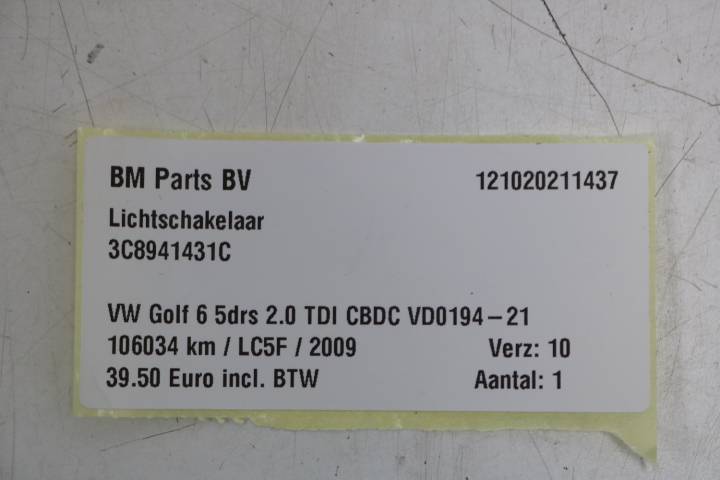 BM Parts BV 121020211437
Lichtschakelaar
3C8941431C
VW Golf 6 5drs 2.0 TDI CBDC VD0194-21
106034 km / LC5F / 2009 Verz: 10
39.50 Euro incl. BTW Aantal: 1